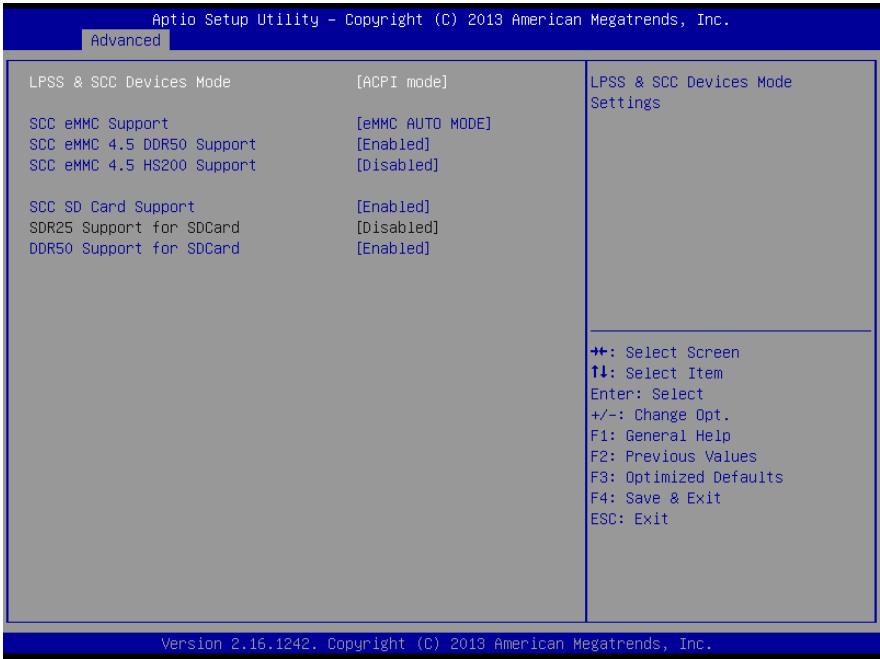 Aptio Setup Utility – Copyright (C) 2013 American Megatrends, Inc.
Advanced
LPSS & SCC Devices Mode [ACPI mode]
SCC eMMC Support [eMMC AUTO MODE]
SCC eMMC 4.5 DDR50 Support [Enabled]
SCC eMMC 4.5 HS200 Support [Disabled]
SCC SD Card Support [Enabled]
SDR25 Support for SDCard [Disabled]
DDR50 Support for SDCard [Enabled]
LPSS & SCC Devices Mode
Settings
→←: Select Screen
↑↓: Select Item
Enter: Select
+/-: Change Opt.
F1: General Help
F2: Previous Values
F3: Optimized Defaults
F4: Save & Exit
ESC: Exit
Version 2.16.1242. Copyright (C) 2013 American Megatrends, Inc.